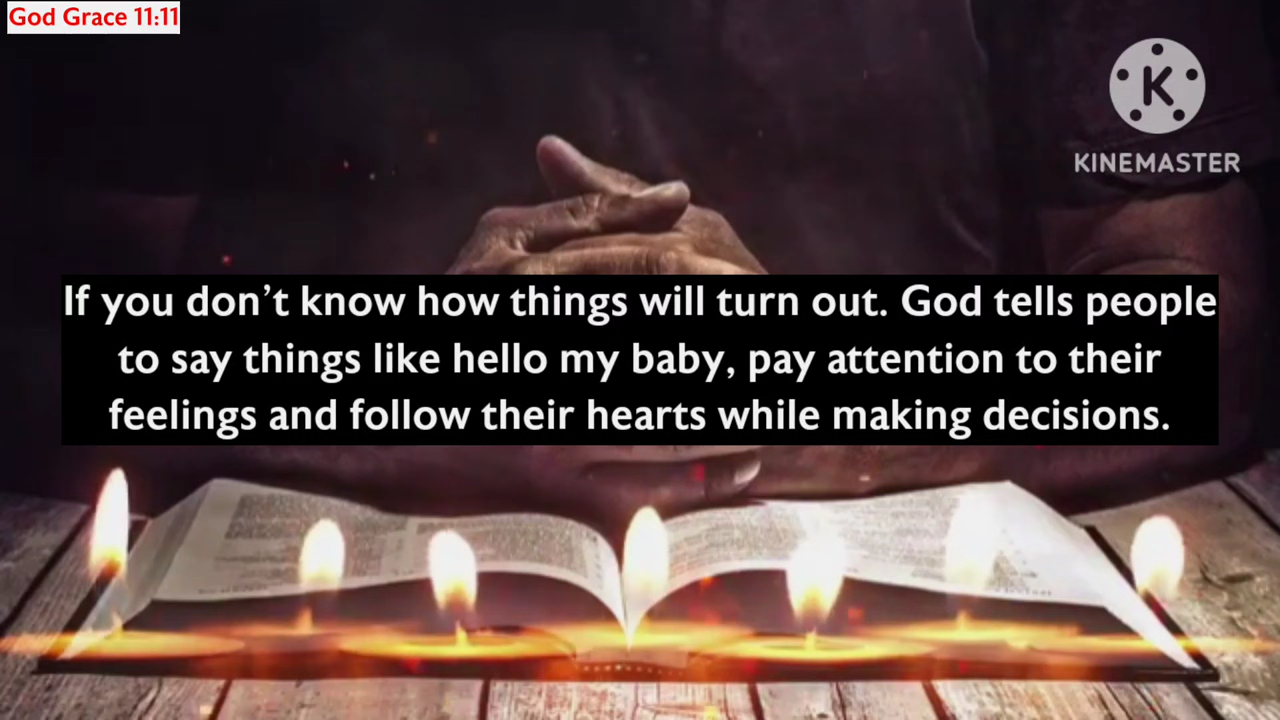 God Grace 11:11
K
KINEMASTER
If you don’t know how things will turn out. God tells people
to say things like hello my baby, pay attention to their
feelings and follow their hearts while making decisions.